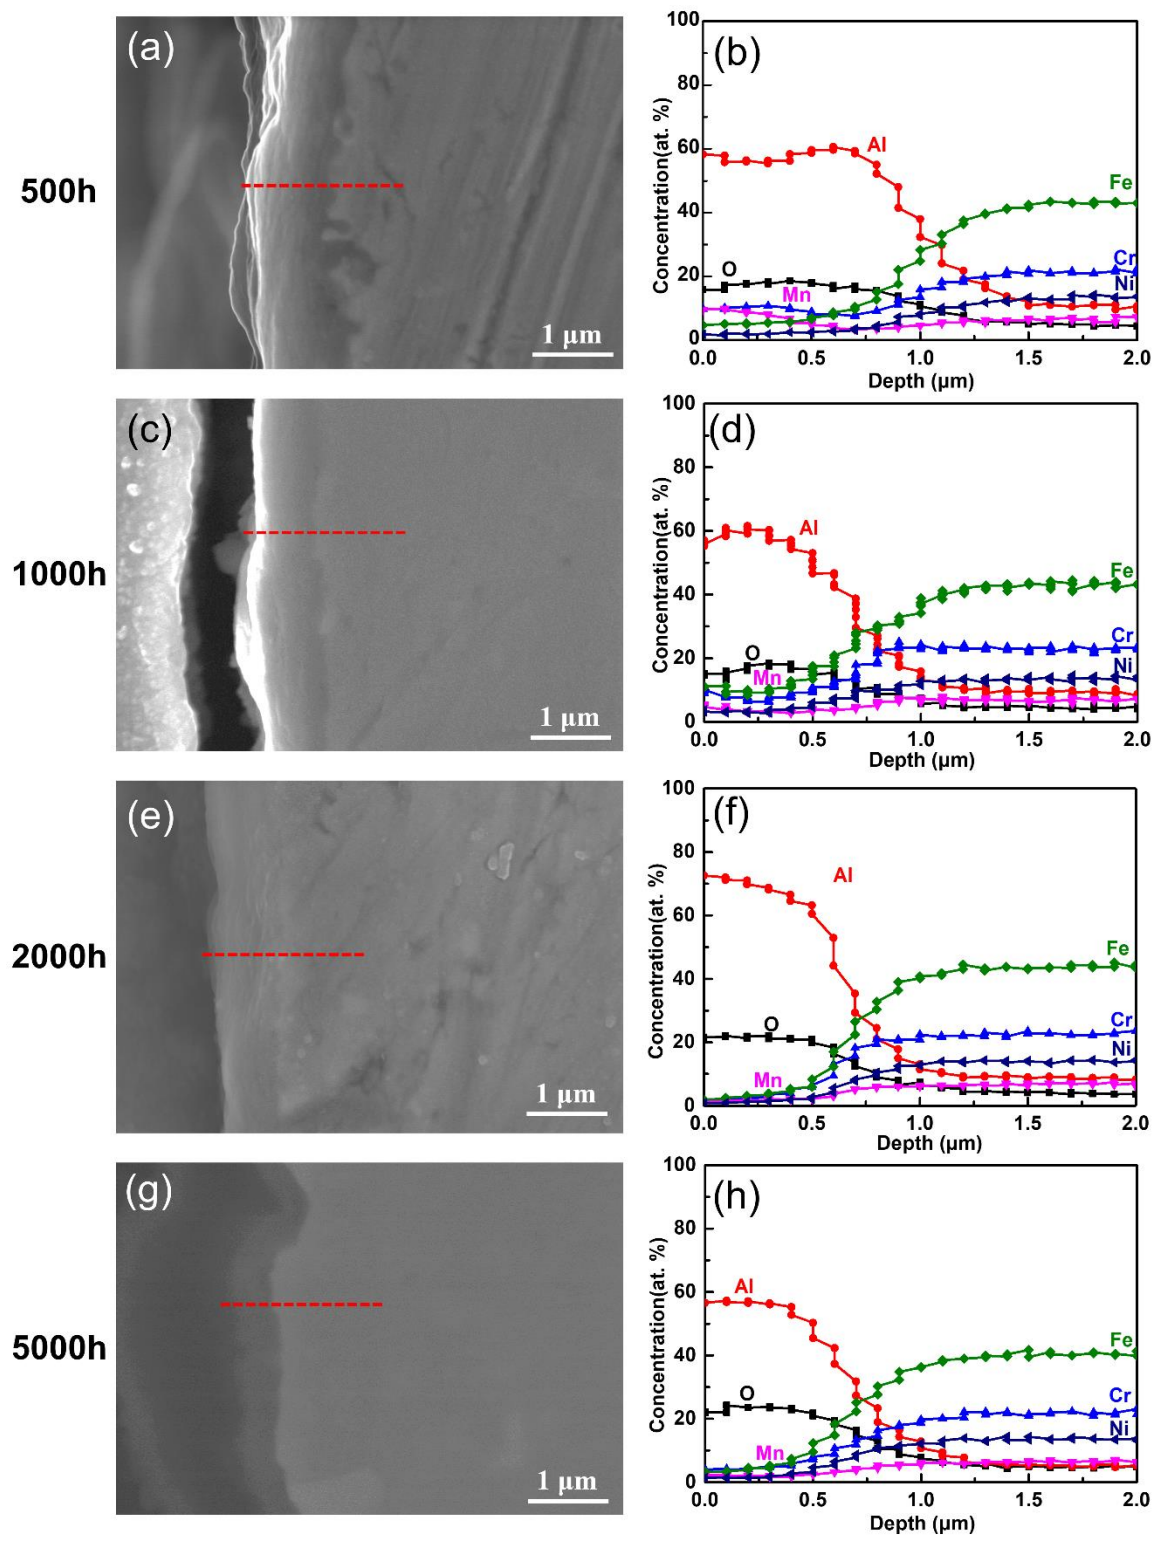 500h
(a)
1 μm
(b)
Concentration(at. %)
100
80
60
40
20
0
Al
Fe
O
Mn
Cr
Ni
0.0 0.5 1.0 1.5 2.0
Depth (μm)
1000h
(c)
1 μm
(d)
Concentration(at. %)
100
80
60
40
20
0
Al
Fe
O
Mn
Cr
Ni
0.0 0.5 1.0 1.5 2.0
Depth (μm)
2000h
(e)
1 μm
(f)
Concentration(at. %)
100
80
60
40
20
0
Al
Fe
O
Mn
Cr
Ni
0.0 0.5 1.0 1.5 2.0
Depth (μm)
5000h
(g)
1 μm
(h)
Concentration(at. %)
100
80
60
40
20
0
Al
Fe
O
Mn
Cr
Ni
0.0 0.5 1.0 1.5 2.0
Depth (μm)